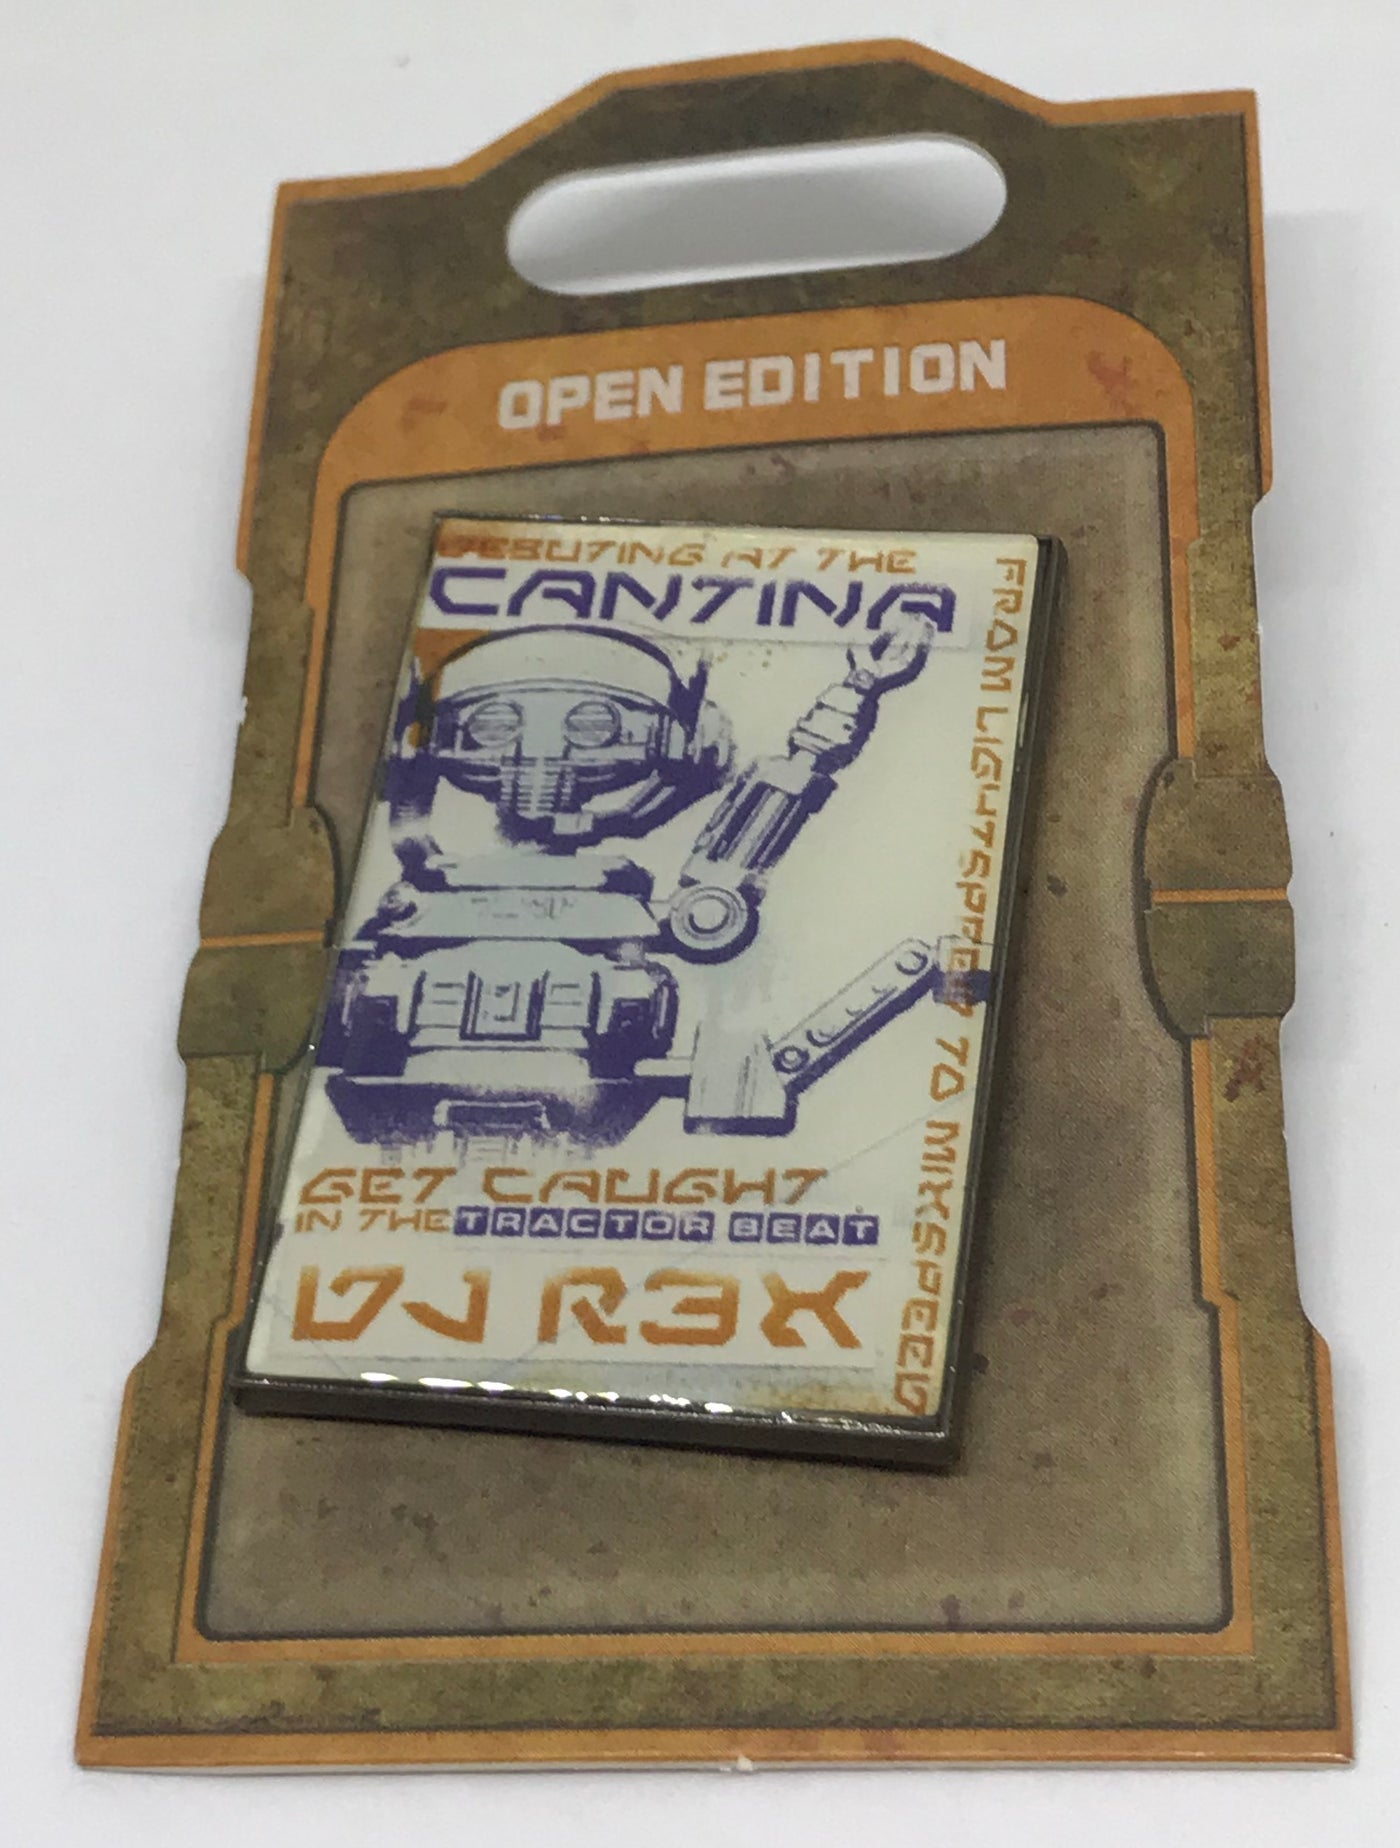 OPEN EDITION
DEBUTING AT THE
CANTINA
FROM LIGHTSPEED TO MIXSPEED
GET CAUGHT
IN THE TRACTOR BEAT
DJ R3X